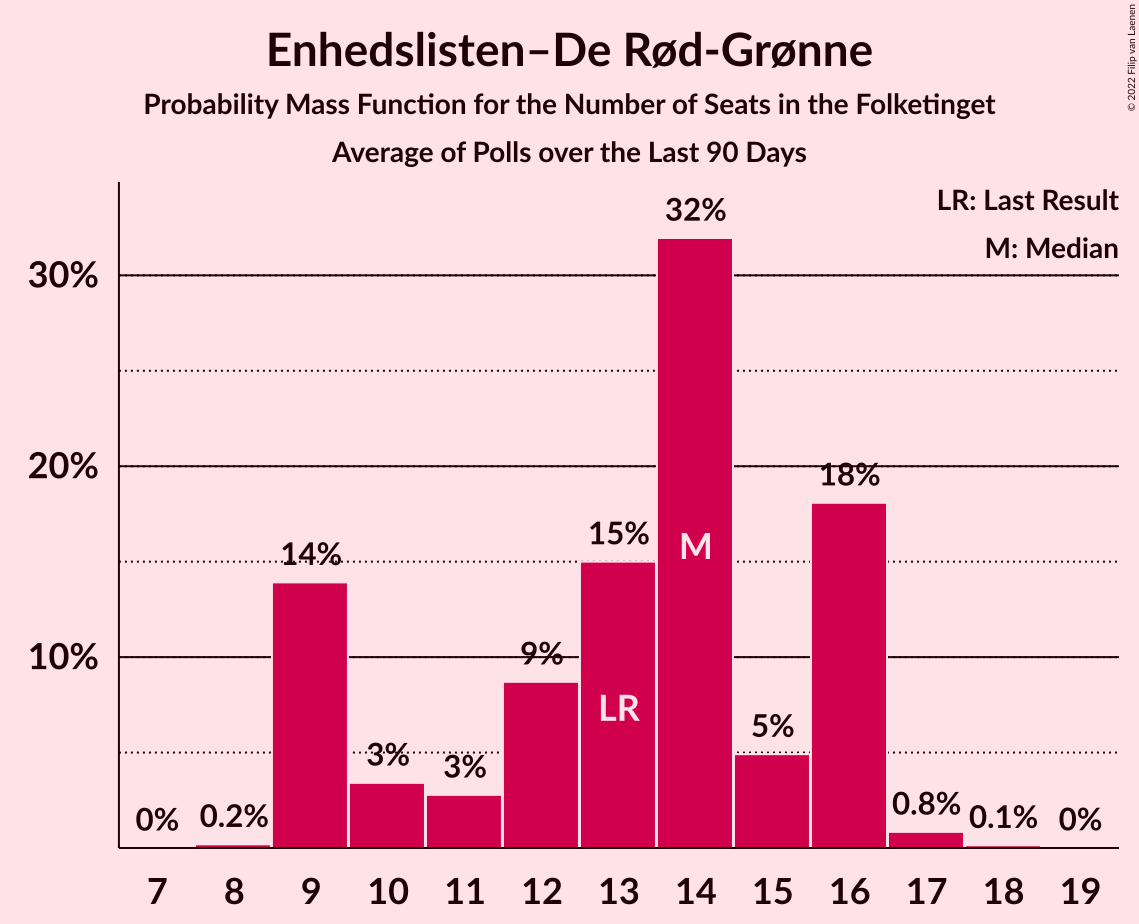 Enhedslisten–De Rød-Grønne
Probability Mass Function for the Number of Seats in the Folketinget
Average of Polls over the Last 90 Days
© 2022 Filip van Laenen
LR: Last Result
M: Median
30%
20%
10%
0%
0.2%
14%
3%
3%
9%
15%
32%
5%
18%
0.8%
0.1%
0%
LR
M
7 8 9 10 11 12 13 14 15 16 17 18 19